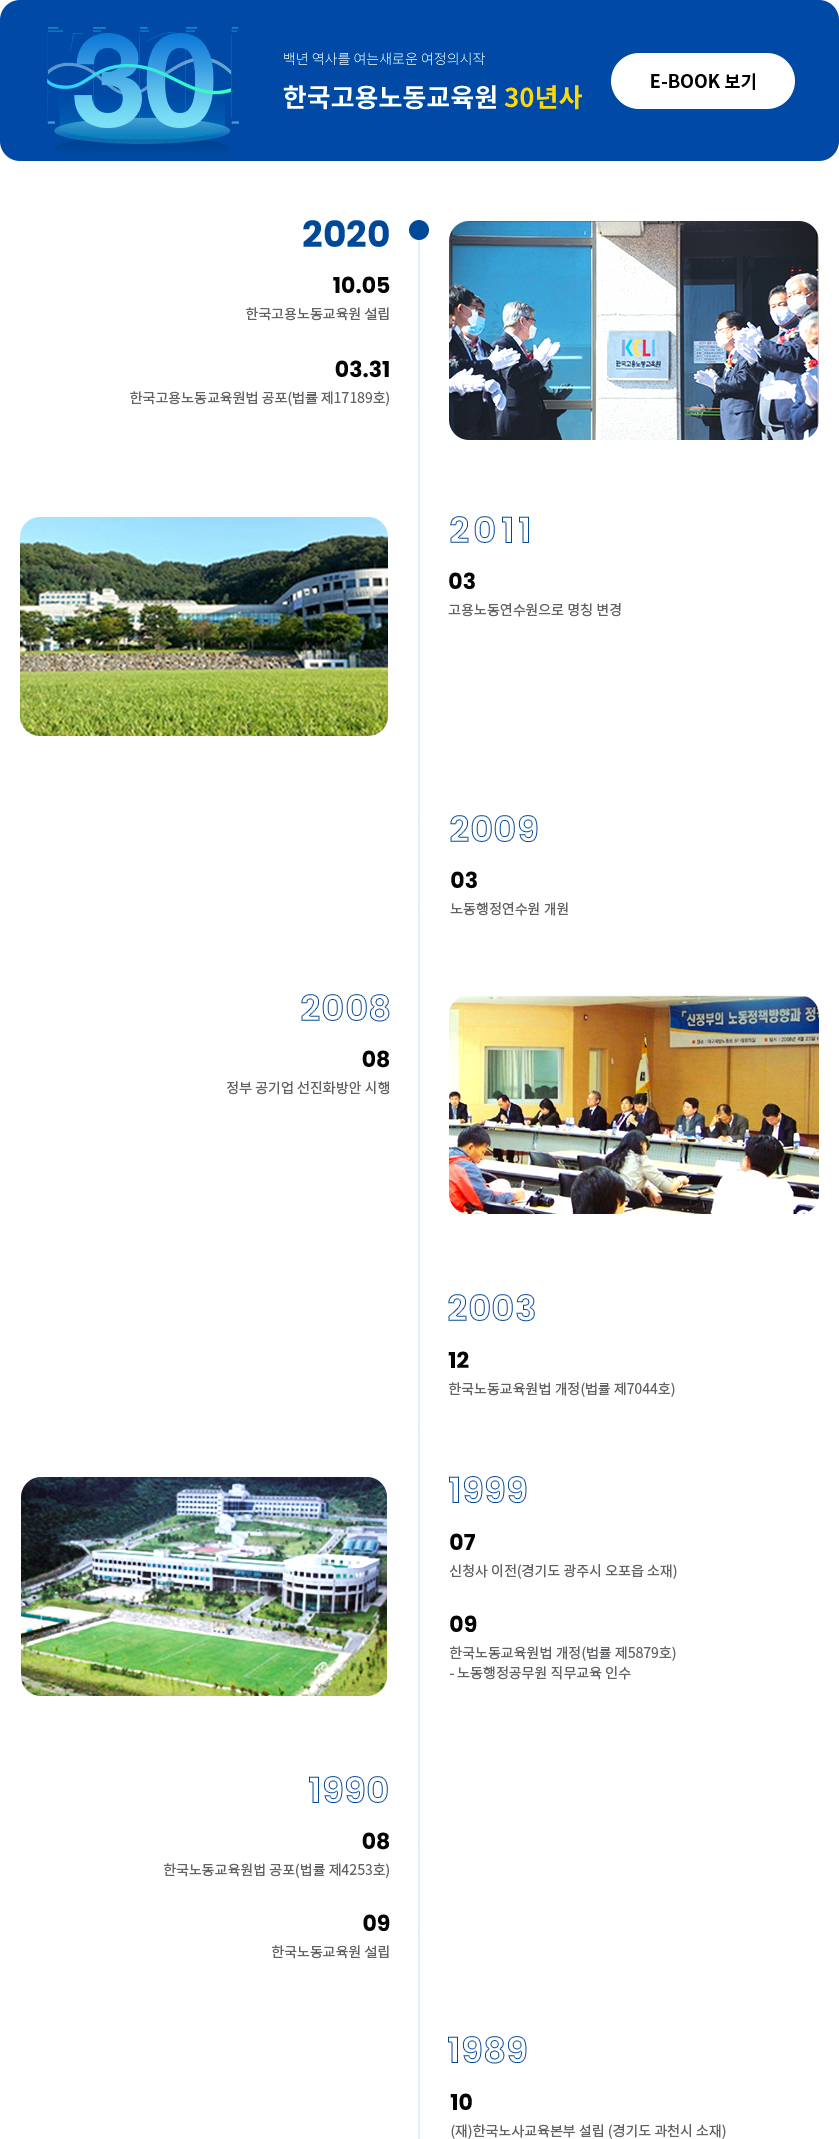 30
백년 역사를 여는새로운 여정의시작
한국고용노동교육원 30년사
E-BOOK 보기
2020
10.05
한국고용노동교육원 설립
03.31
한국고용노동교육원법 공포(법률 제17189호)
KCLI
한국고용노동교육원
2011
03
고용노동연수원으로 명칭 변경
2009
03
노동행정연수원 개원
2008
08
정부 공기업 선진화방안 시행
「신정부의 노동정책방향과 정
2003
12
한국노동교육원법 개정(법률 제7044호)
1999
07
신청사 이전(경기도 광주시 오포읍 소재)
09
한국노동교육원법 개정(법률 제5879호)
- 노동행정공무원 직무교육 인수
1990
08
한국노동교육원법 공포(법률 제4253호)
09
한국노동교육원 설립
1989
10
(재)한국노사교육본부 설립 (경기도 과천시 소재)